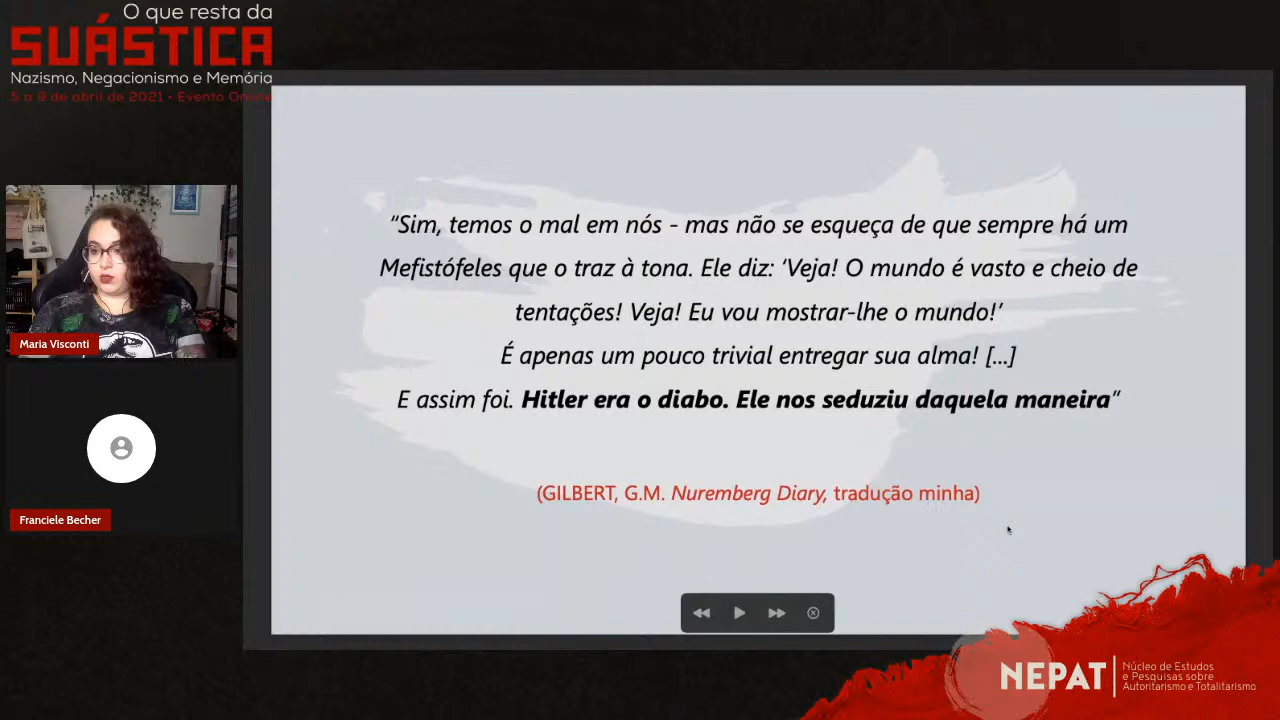 O que resta da
SUÁSTICA
Nazismo, Negacionismo e Memória
5 a 9 de abril de 2021 • Evento Online
“Sim, temos o mal em nós - mas não se esqueça de que sempre há um
Mefistófeles que o traz à tona. Ele diz: ‘Veja! O mundo é vasto e cheio de
tentações! Veja! Eu vou mostrar-lhe o mundo!’
É apenas um pouco trivial entregar sua alma! [...]
E assim foi. Hitler era o diabo. Ele nos seduziu daquela maneira”
(GILBERT, G.M. Nuremberg Diary, tradução minha)
Maria Visconti
Franciele Becher
NEPAT
Núcleo de Estudos
e Pesquisas sobre
Autoritarismo e Totalitarismo